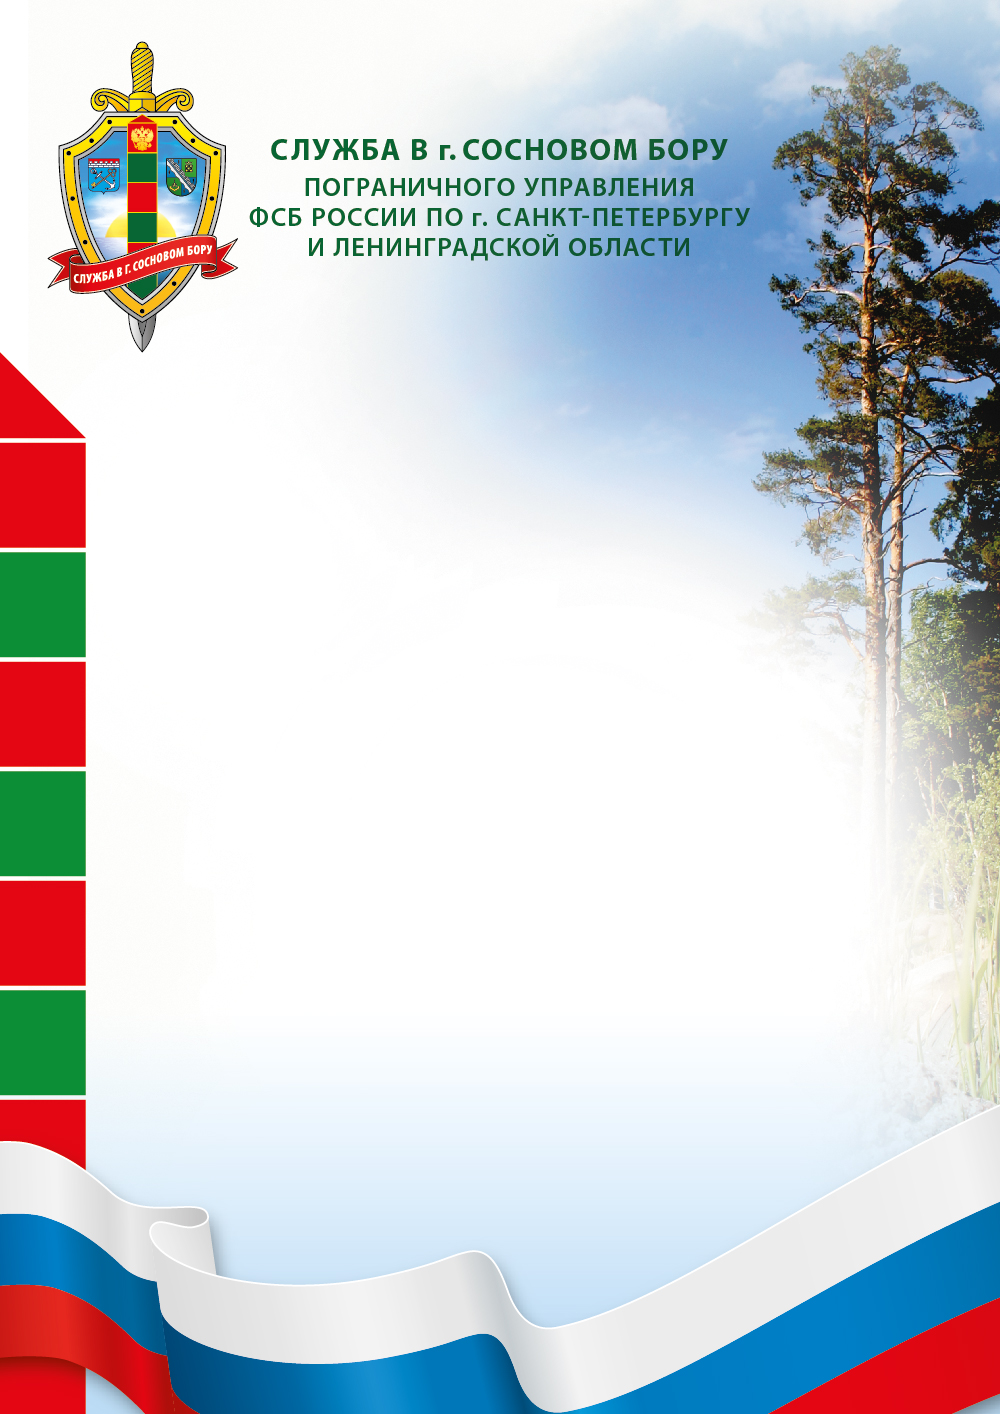 СЛУЖБА В г. СОСНОВОМ БОРУ
ПОГРАНИЧНОГО УПРАВЛЕНИЯ
ФСБ РОССИИ ПО г. САНКТ-ПЕТЕРБУРГУ
И ЛЕНИНГРАДСКОЙ ОБЛАСТИ
СЛУЖБА В Г. СОСНОВОМ БОРУ